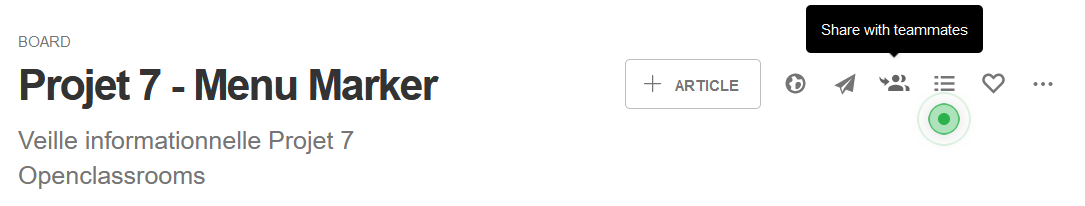 Share with teammates
BOARD
Projet 7 - Menu Marker
ARTICLE
Veille informationnelle Projet 7
Openclassrooms